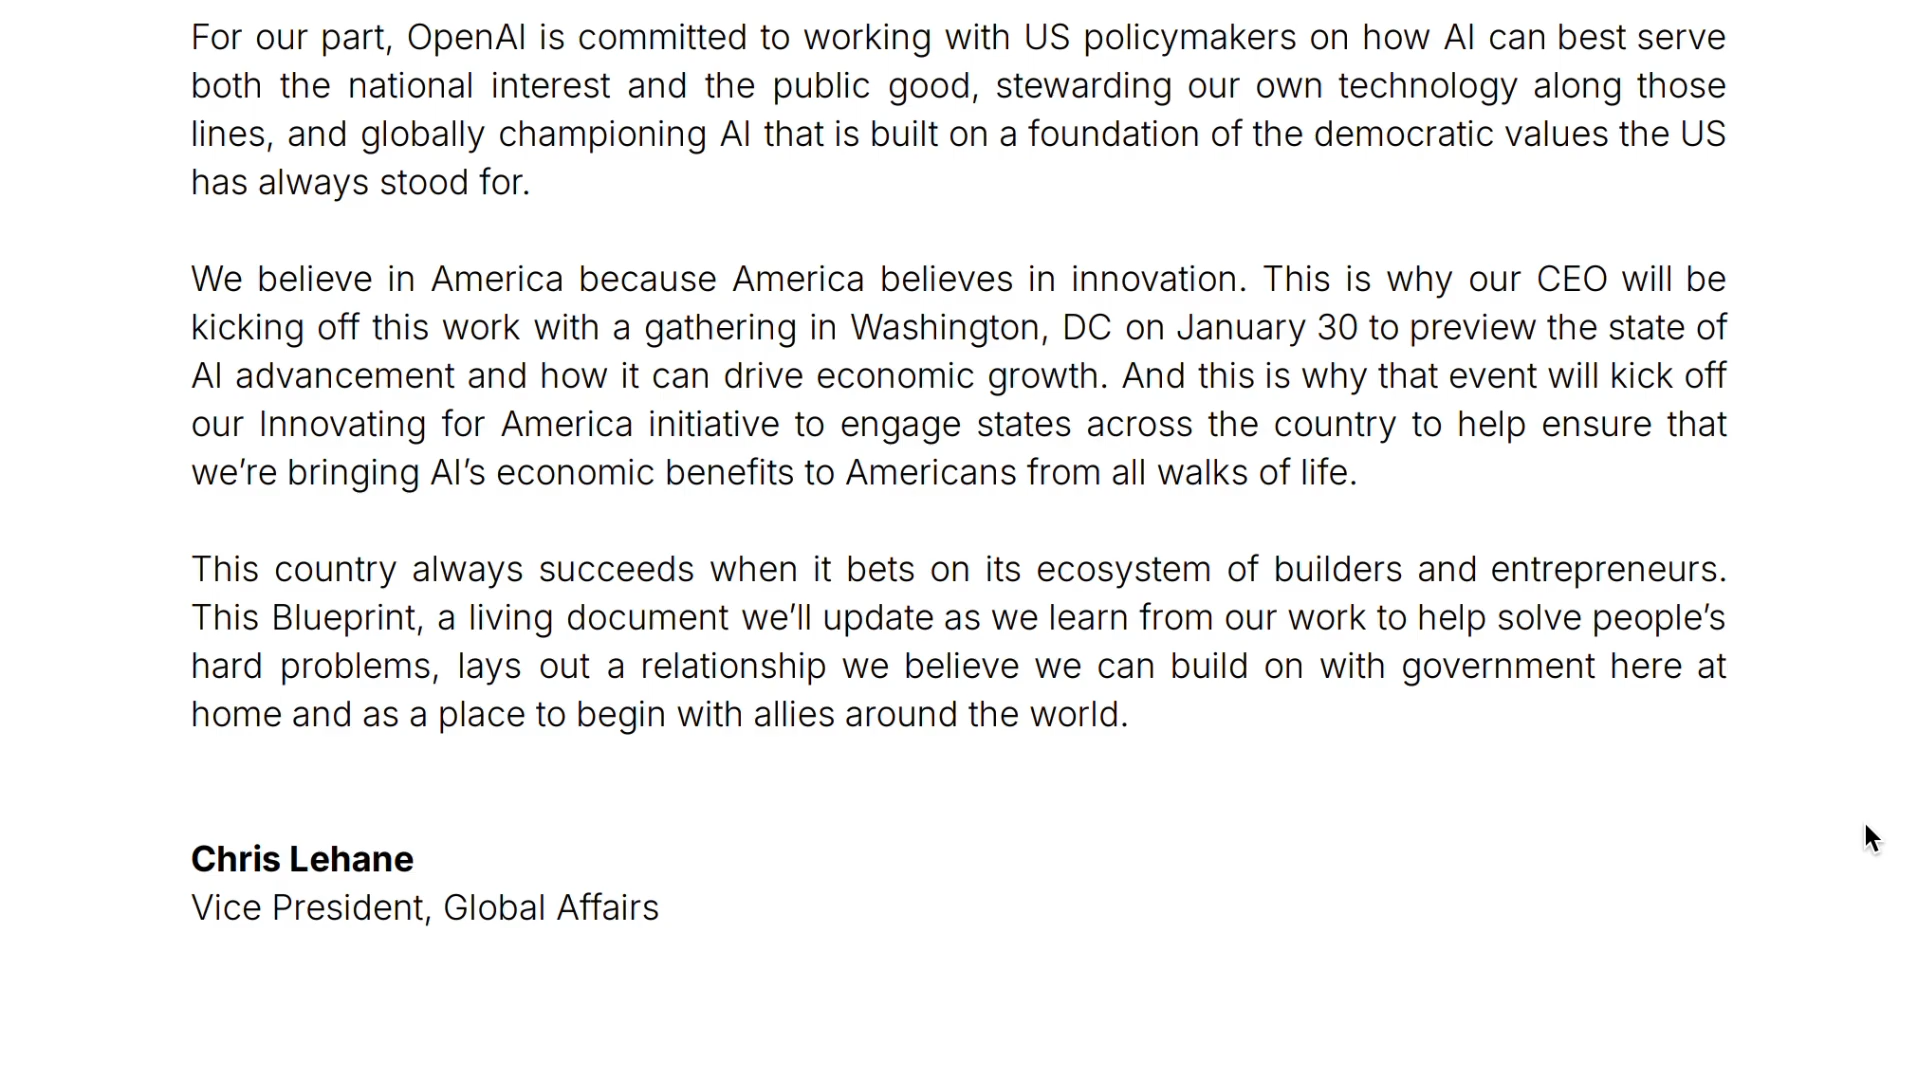 For our part, OpenAI is committed to working with US policymakers on how AI can best serve
both the national interest and the public good, stewarding our own technology along those
lines, and globally championing AI that is built on a foundation of the democratic values the US
has always stood for.
We believe in America because America believes in innovation. This is why our CEO will be
kicking off this work with a gathering in Washington, DC on January 30 to preview the state of
AI advancement and how it can drive economic growth. And this is why that event will kick off
our Innovating for America initiative to engage states across the country to help ensure that
we’re bringing AI’s economic benefits to Americans from all walks of life.
This country always succeeds when it bets on its ecosystem of builders and entrepreneurs.
This Blueprint, a living document we’ll update as we learn from our work to help solve people’s
hard problems, lays out a relationship we believe we can build on with government here at
home and as a place to begin with allies around the world.
Chris Lehane
Vice President, Global Affairs